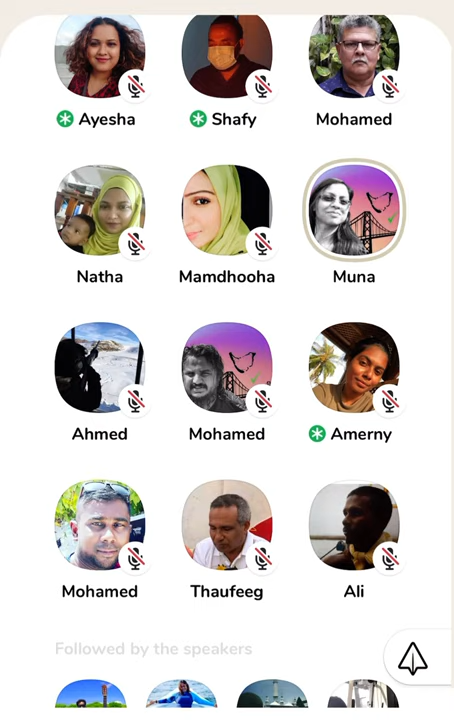 Ayesha Shafy Mohamed
Natha Mamdhooha Muna
Ahmed Mohamed Amerny
Mohamed Thaufeeg Ali
Followed by the speakers